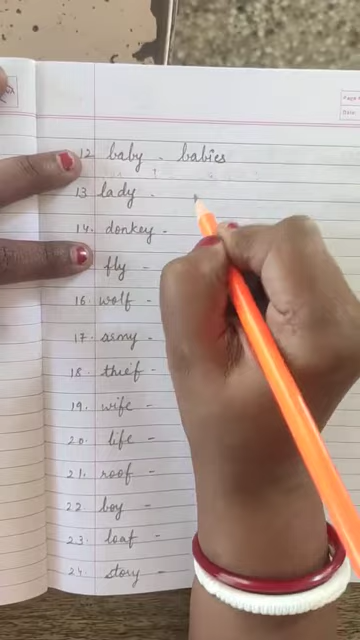 12 baby - babies
13 lady -
14. donkey -
fly -
16. wolf -
17. army -
18. thief -
19. wife -
20. life -
21. roof -
22 boy -
23. loaf -
24. story -